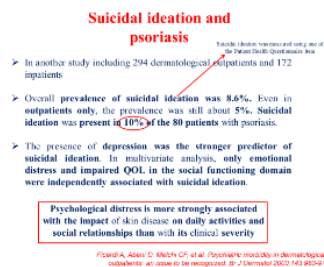 Suicidal ideation and
psoriasis
Suicidal ideation was measured using one of
the Patient Health Questionnaire item
➤ In another study including 294 dermatological outpatients and 172
inpatients
➤ Overall prevalence of suicidal ideation was 8.6%. Even in
outpatients only, the prevalence was still about 5%. Suicidal
ideation was present in 10% of the 80 patients with psoriasis.
➤ The presence of depression was the stronger predictor of
suicidal ideation. In multivariate analysis, only emotional
distress and impaired QOL in the social functioning domain
were independently associated with suicidal ideation.
Psychological distress is more strongly associated
with the impact of skin disease on daily activities and
social relationships than with its clinical severity
Picardi A, Abeni D, Melchi CF, et al. Psychiatric morbidity in dermatological
outpatients: an issue to be recognized. Br J Dermatol 2000;143:983-91